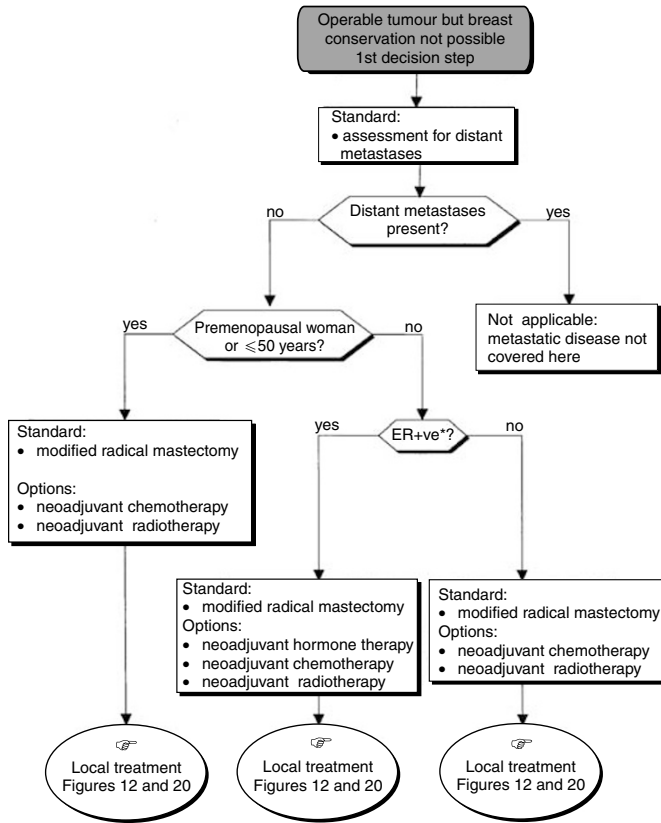 Operable tumour but breast
conservation not possible
1st decision step
Standard:
• assessment for distant
metastases
no
Distant metastases
present?
yes
yes
Premenopausal woman
or ⩽50 years?
no
Not applicable:
metastatic disease not
covered here
Standard:
• modified radical mastectomy
Options:
• neoadjuvant chemotherapy
• neoadjuvant radiotherapy
yes
ER+ve*?
no
Standard:
• modified radical mastectomy
Options:
• neoadjuvant hormone therapy
• neoadjuvant chemotherapy
• neoadjuvant radiotherapy
Standard:
• modified radical mastectomy
Options:
• neoadjuvant chemotherapy
• neoadjuvant radiotherapy
☞
Local treatment
Figures 12 and 20
☞
Local treatment
Figures 12 and 20
☞
Local treatment
Figures 12 and 20